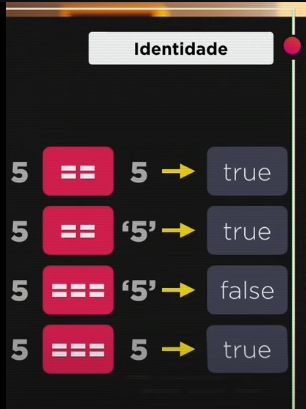 Identidade
5 == 5 → true
5 == ‘5’ → true
5 === ‘5’ → false
5 === 5 → true